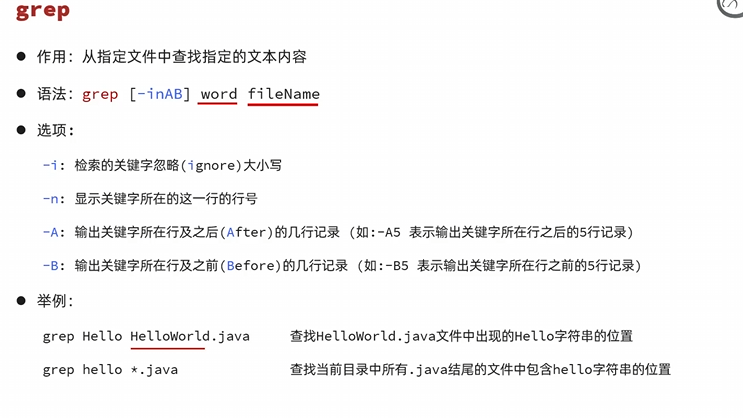 grep
● 作用：从指定文件中查找指定的文本内容
● 语法：grep [-inAB] word fileName
● 选项:
-i: 检索的关键字忽略(ignore)大小写
-n: 显示关键字所在的这一行的行号
-A: 输出关键字所在行及之后(After)的几行记录 (如:-A5 表示输出关键字所在行之后的5行记录)
-B: 输出关键字所在行及之前(Before)的几行记录 (如:-B5 表示输出关键字所在行之前的5行记录)
● 举例：
grep Hello HelloWorld.java 查找HelloWorld.java文件中出现的Hello字符串的位置
grep hello *.java 查找当前目录中所有.java结尾的文件中包含hello字符串的位置